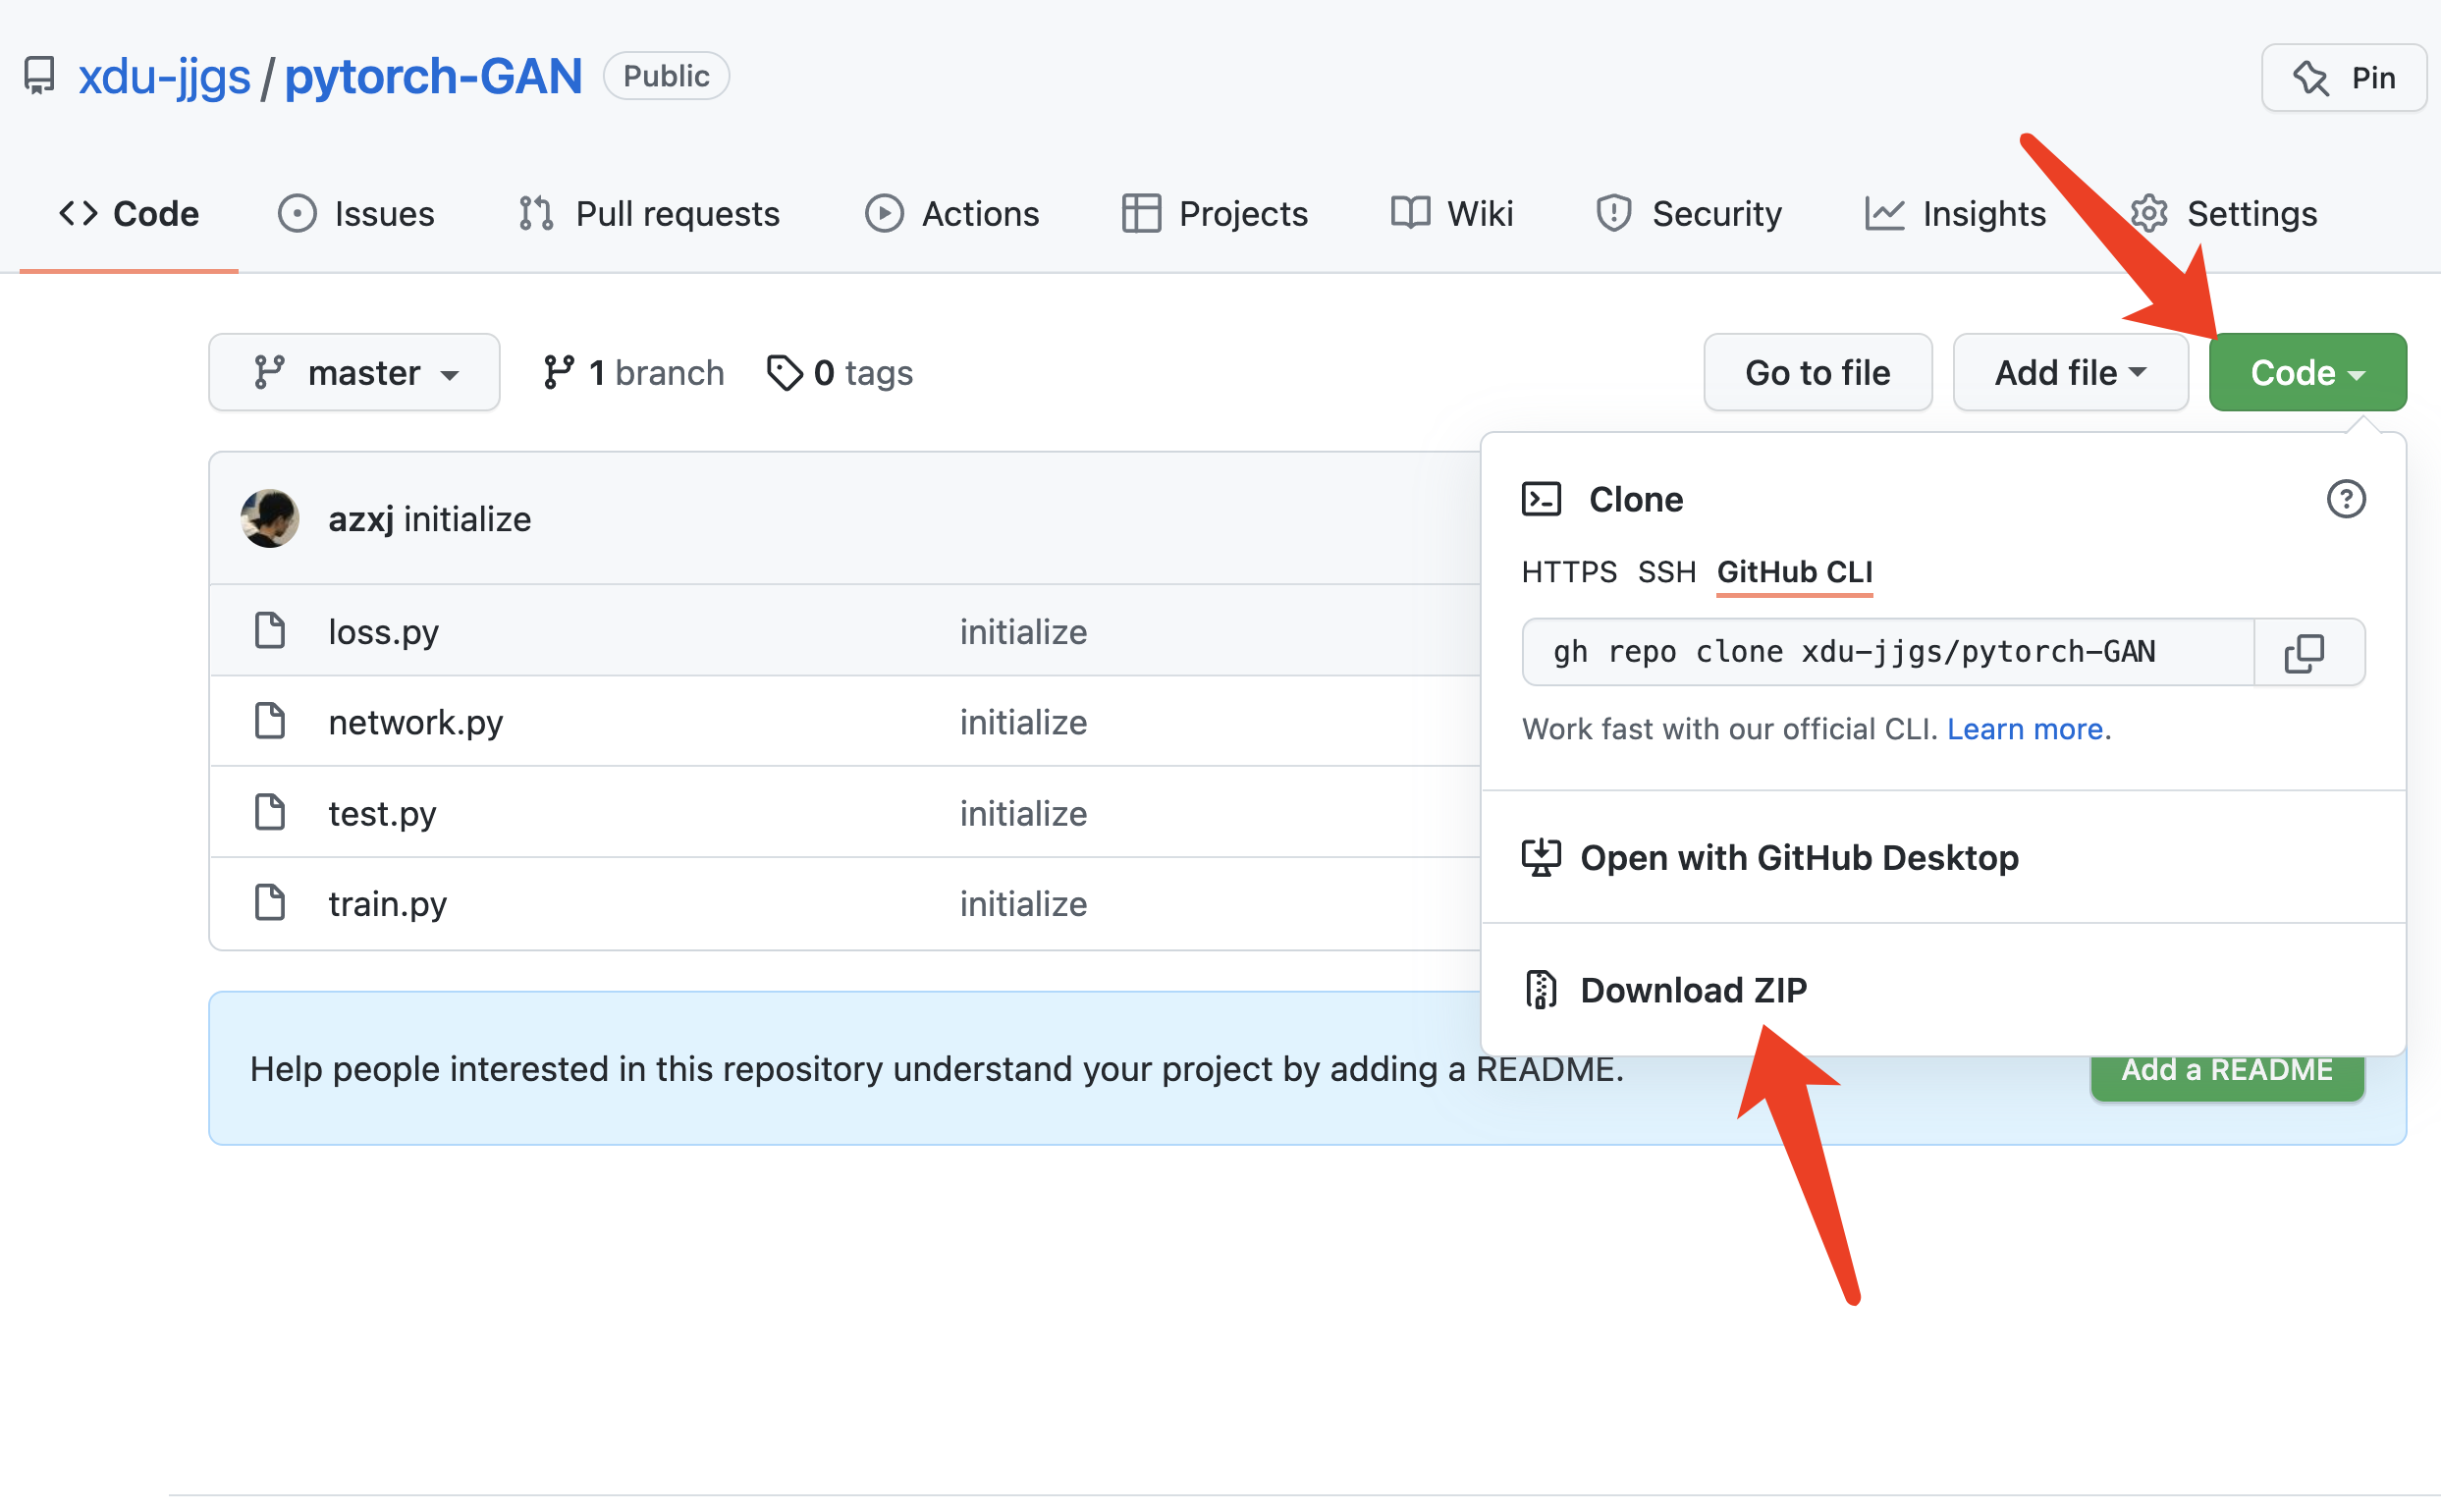 xdu-jjgs / pytorch-GAN Public Pin
Code Issues Pull requests Actions Projects Wiki Security Insights Settings
master 1 branch 0 tags Go to file Add file Code
azxj initialize
loss.py initialize
network.py initialize
test.py initialize
train.py initialize
Clone
HTTPS SSH GitHub CLI
gh repo clone xdu-jjgs/pytorch-GAN
Work fast with our official CLI. Learn more.
Open with GitHub Desktop
Download ZIP
Help people interested in this repository understand your project by adding a README. Add a README